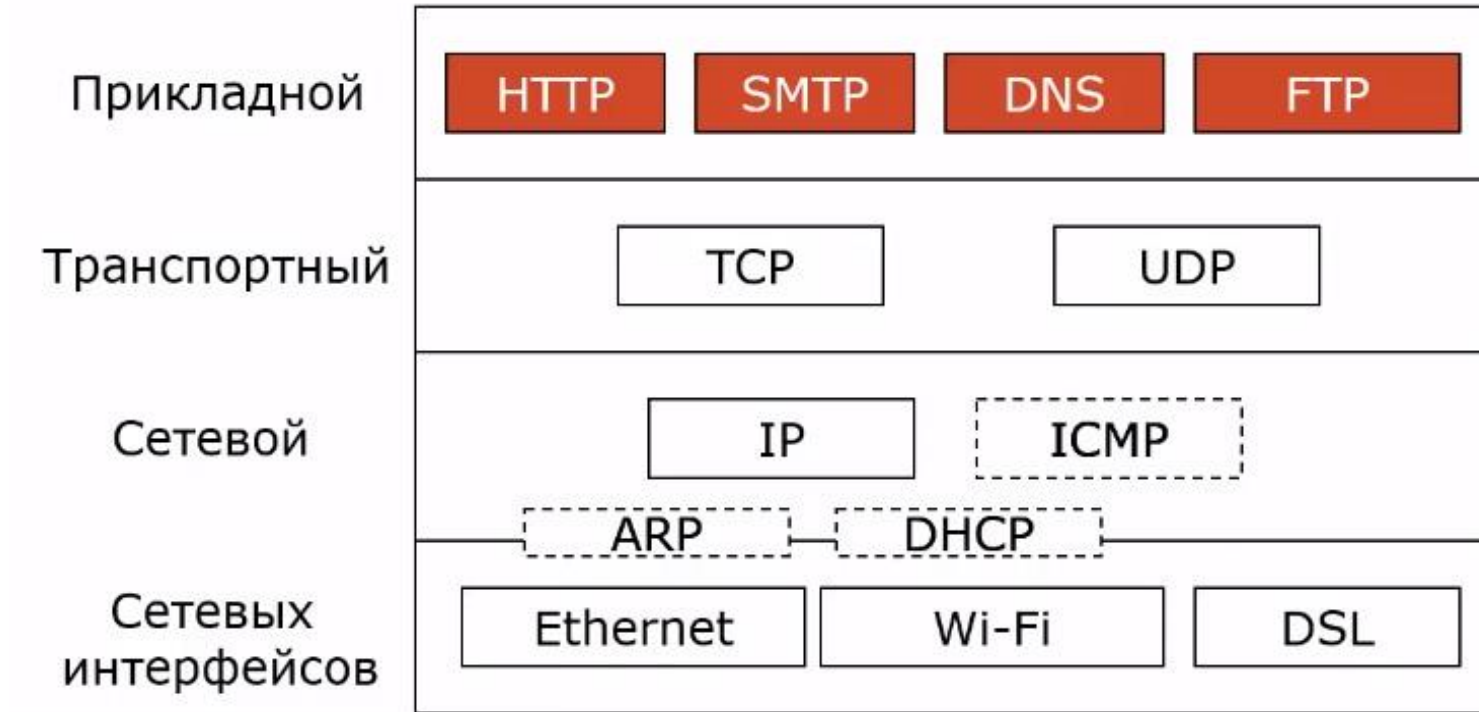 Прикладной
HTTP SMTP DNS FTP
Транспортный
TCP UDP
Сетевой
IP ICMP
ARP DHCP
Сетевых
интерфейсов
Ethernet Wi-Fi DSL